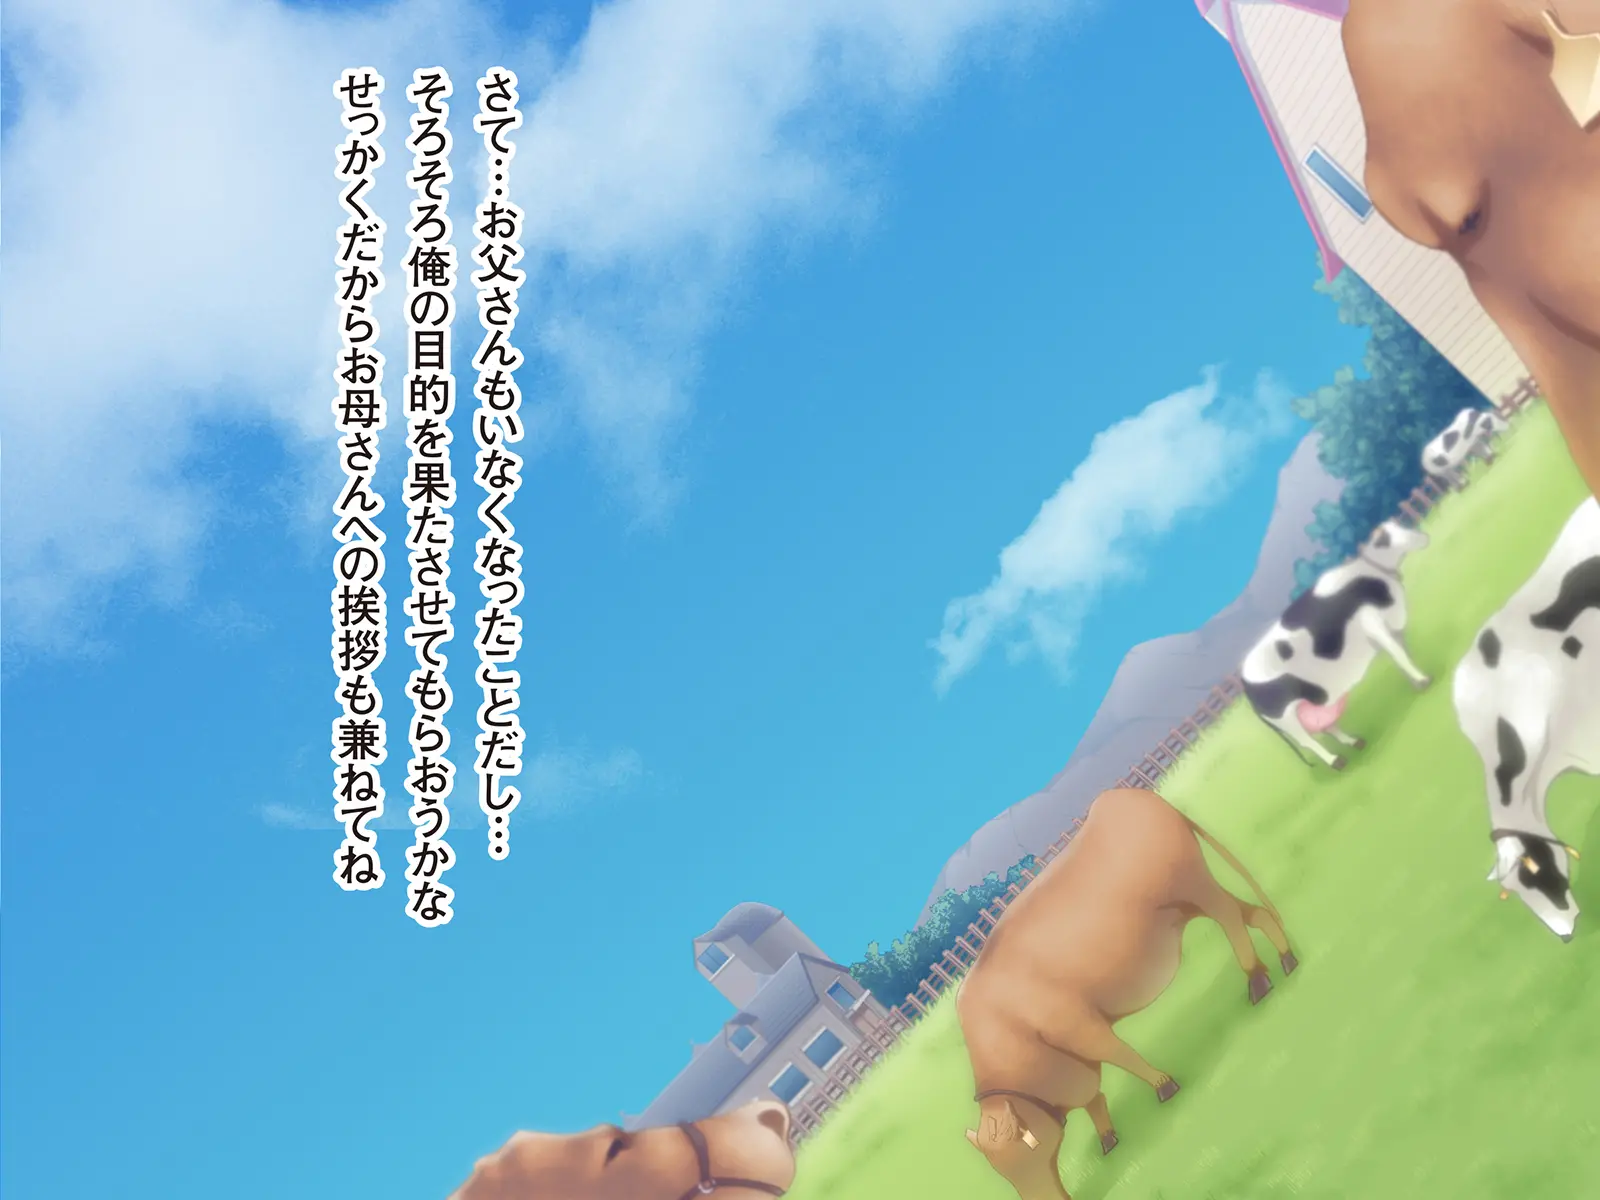 さて…お父さんもいなくなったことだし…
そろそろ俺の目的を果たさせてもらおうかな
せっかくだからお母さんへの挨拶も兼ねてね